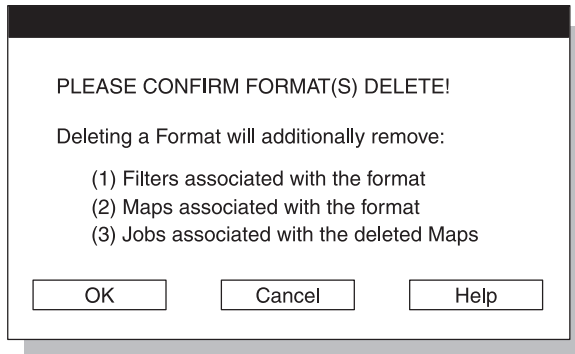 PLEASE CONFIRM FORMAT(S) DELETE!
Deleting a Format will additionally remove:
(1) Filters associated with the format
(2) Maps associated with the format
(3) Jobs associated with the deleted Maps
OK Cancel Help